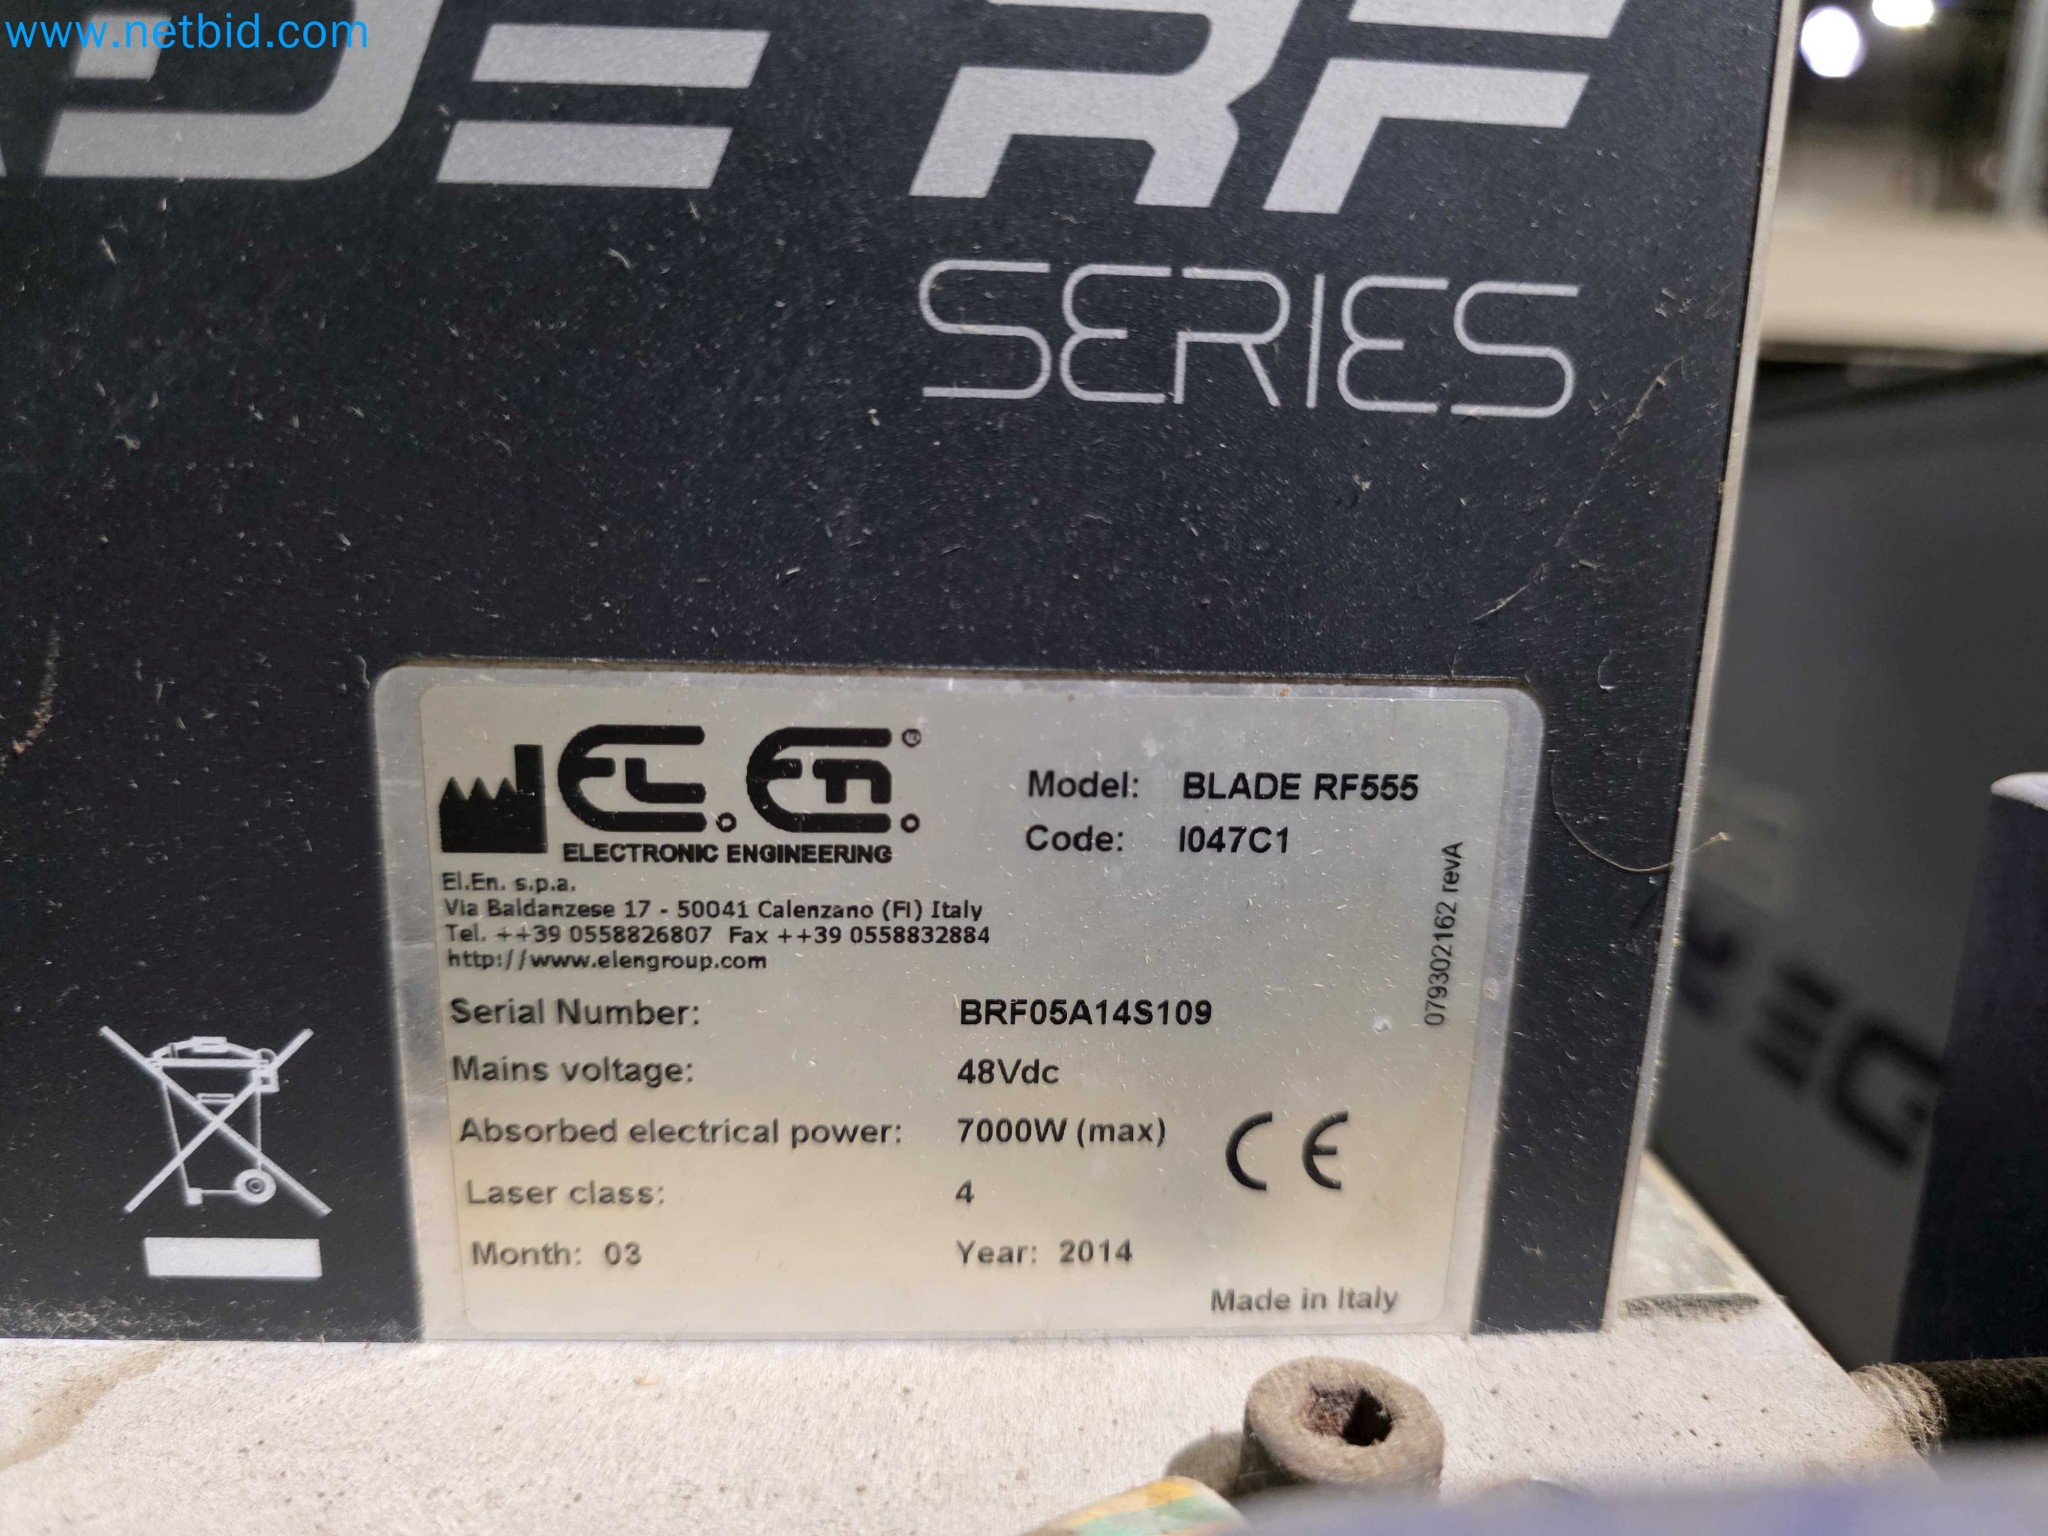 www.netbid.com
DE RF
SERIES
EL.En.®
ELECTRONIC ENGINEERING
El.En. s.p.a.
Via Baldanzese 17 - 50041 Calenzano (FI) Italy
Tel. ++39 0558826807 Fax ++39 0558832884
http://www.elengroup.com
Model: BLADE RF555
Code: I047C1
079302162 revA
Serial Number: BRF05A14S109
Mains voltage: 48Vdc
Absorbed electrical power: 7000W (max)
CE
Laser class: 4
Month: 03 Year: 2014
Made in Italy